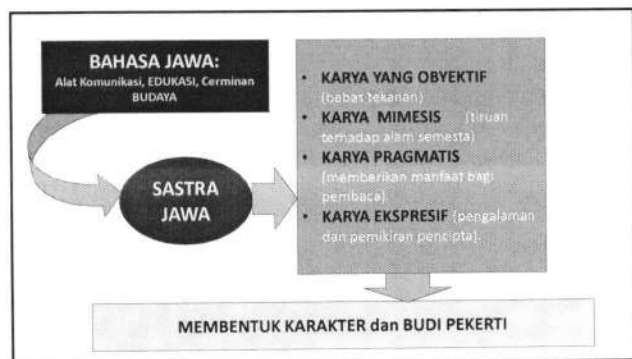 BAHASA JAWA:
Alat Komunikasi, EDUKASI, Cerminan
BUDAYA
SASTRA
JAWA
• KARYA YANG OBYEKTIF
(bebas tekanan)
• KARYA MIMESIS (tiruan
terhadap alam semesta)
• KARYA PRAGMATIS
(memberikan manfaat bagi
pembaca).
• KARYA EKSPRESIF (pengalaman
dan pemikiran pencipta).
MEMBENTUK KARAKTER dan BUDI PEKERTI